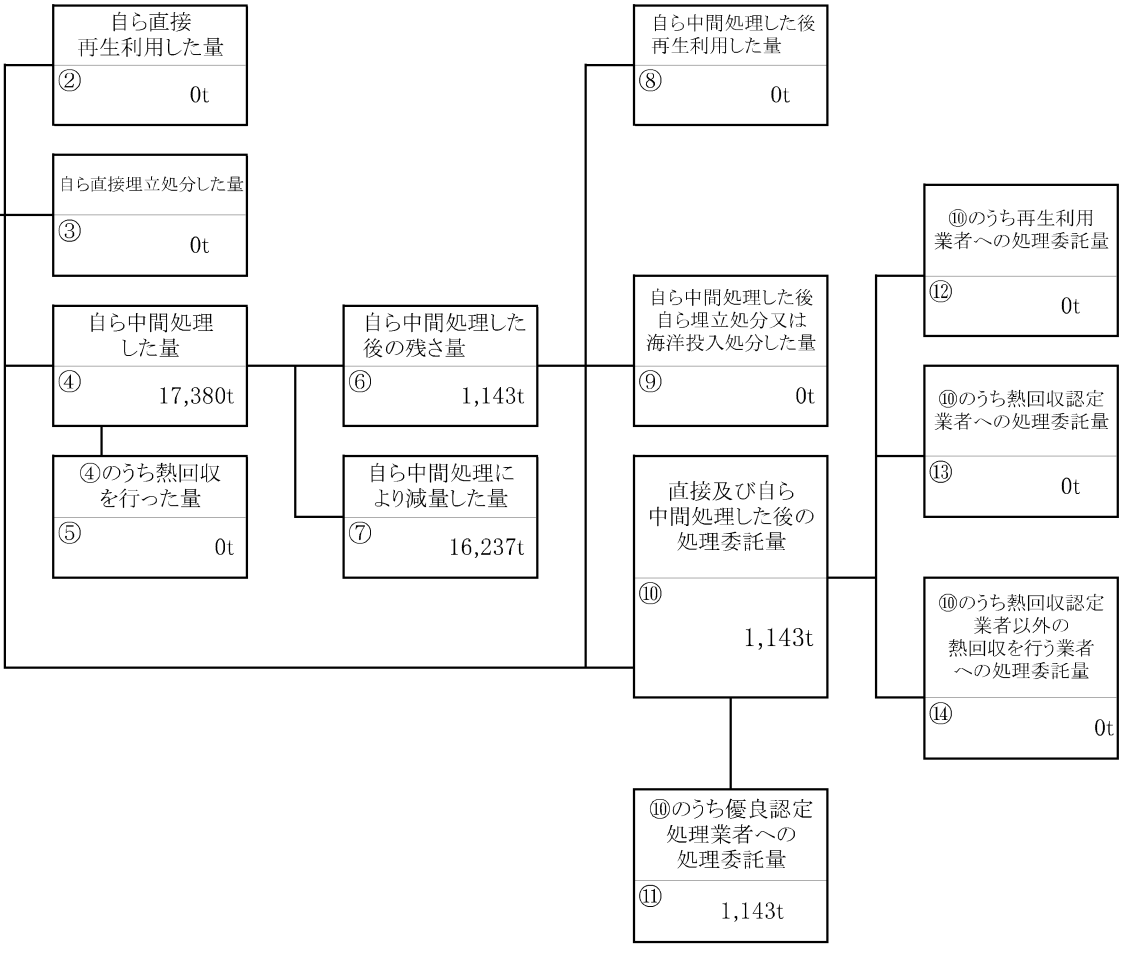 自ら直接
再生利用した量
②
0t
自ら直接埋立処分した量
③
0t
自ら中間処理
した量
④
17,380t
④のうち熱回収
を行った量
⑤
0t
自ら中間処理した
後の残さ量
⑥
1,143t
自ら中間処理に
より減量した量
⑦
16,237t
自ら中間処理した後
再生利用した量
⑧
0t
自ら中間処理した後
自ら埋立処分又は
海洋投入処分した量
⑨
0t
直接及び自ら
中間処理した後の
処理委託量
⑩
1,143t
⑩のうち優良認定
処理業者への
処理委託量
⑪
1,143t
⑩のうち再生利用
業者への処理委託量
⑫
0t
⑩のうち熱回収認定
業者への処理委託量
⑬
0t
⑩のうち熱回収認定
業者以外の
熱回収を行う業者
への処理委託量
⑭
0t